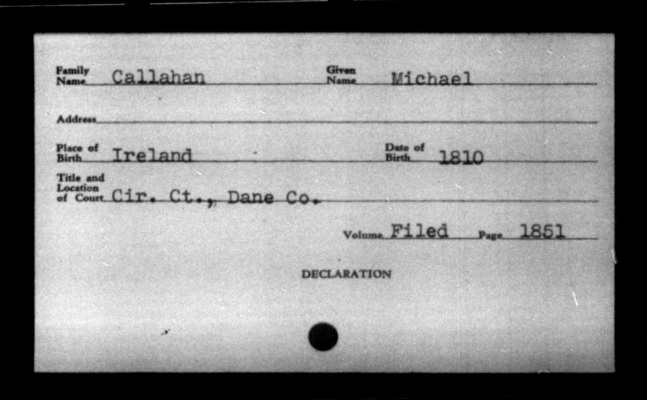 Family Name Callahan Given Name Michael
Address
Place of Birth Ireland Date of Birth 1810
Title and Location of Court Cir. Ct., Dane Co.
Volume Filed Page 1851
DECLARATION